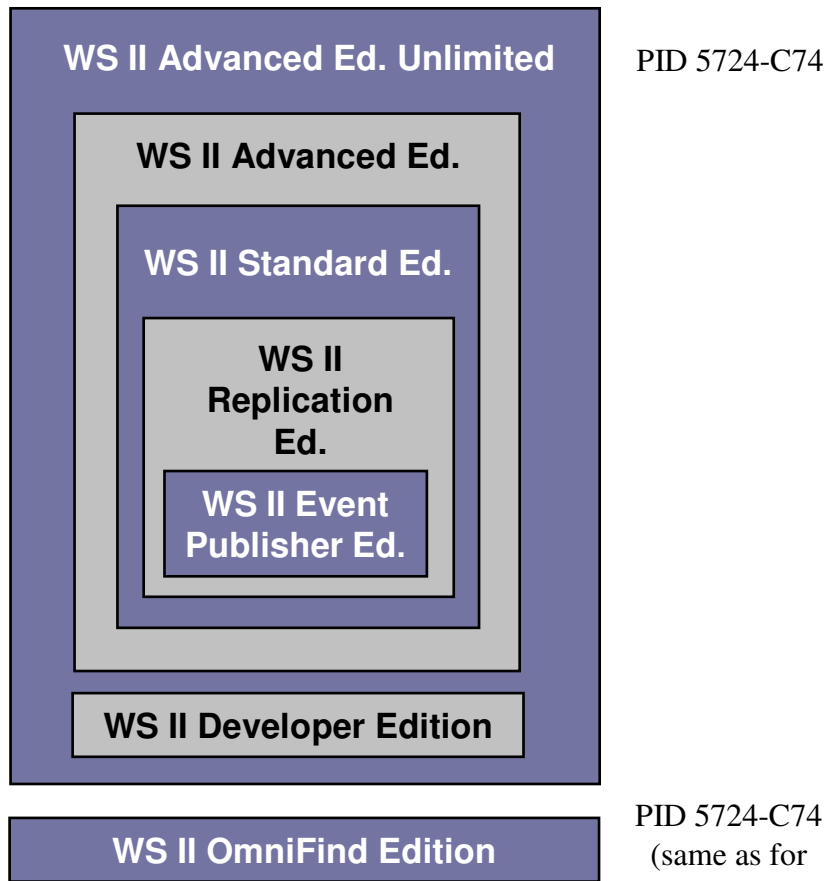 WS II Advanced Ed. Unlimited
PID 5724-C74
WS II Advanced Ed.
WS II Standard Ed.
WS II
Replication
Ed.
WS II Event
Publisher Ed.
WS II Developer Edition
WS II OmniFind Edition
PID 5724-C74
(same as for